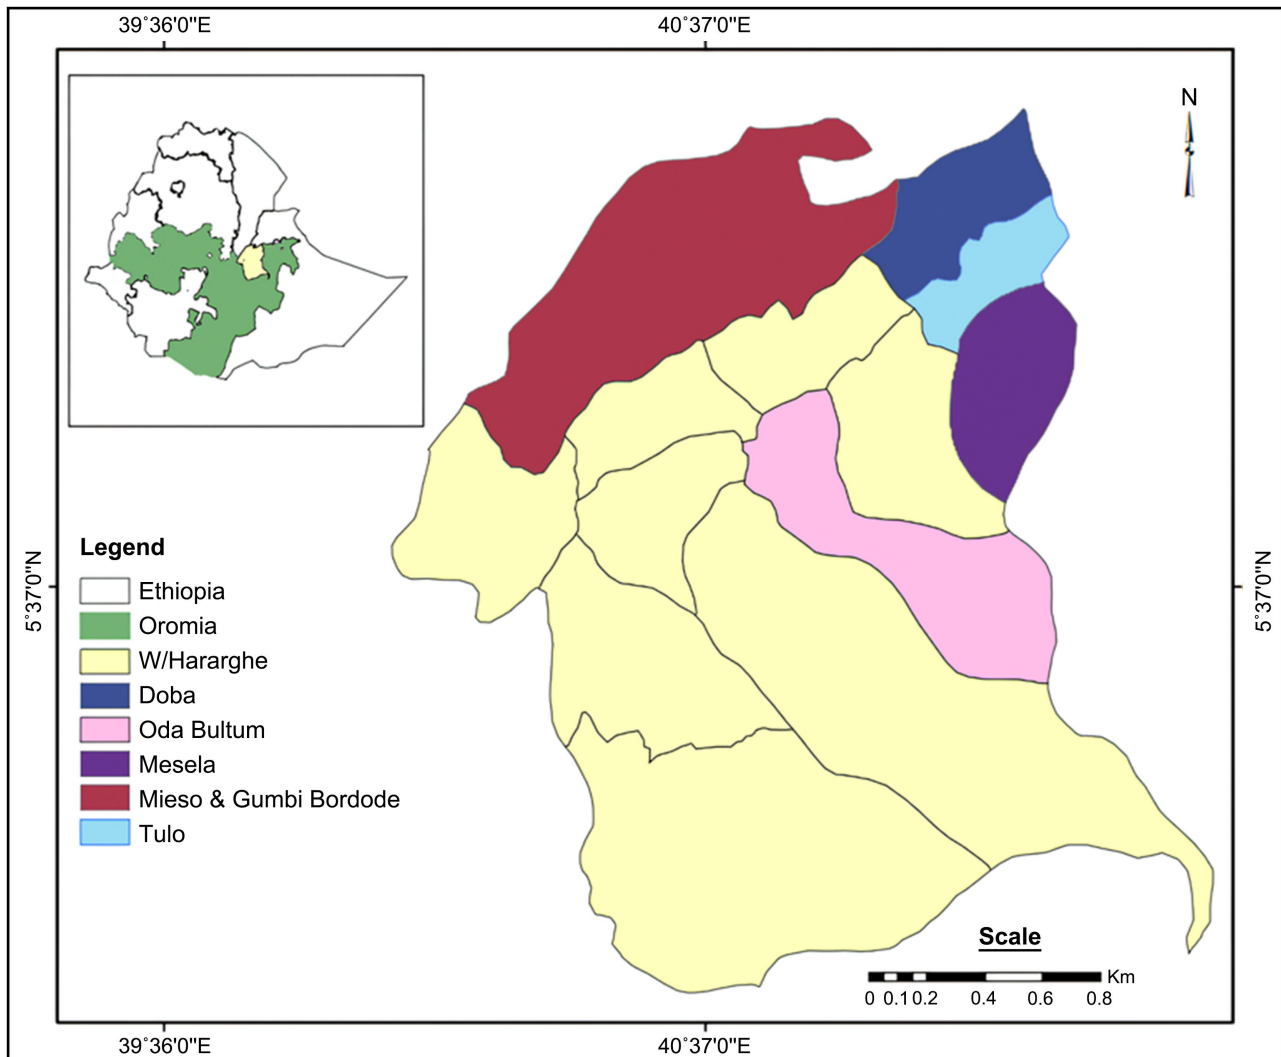 39°36'0"E 40°37'0"E
N
5°37'0"N 5°37'0"N
Legend
Ethiopia
Oromia
W/Hararghe
Doba
Oda Bultum
Mesela
Mieso & Gumbi Bordode
Tulo
Scale
Km
0 0.1 0.2 0.4 0.6 0.8
39°36'0"E 40°37'0"E